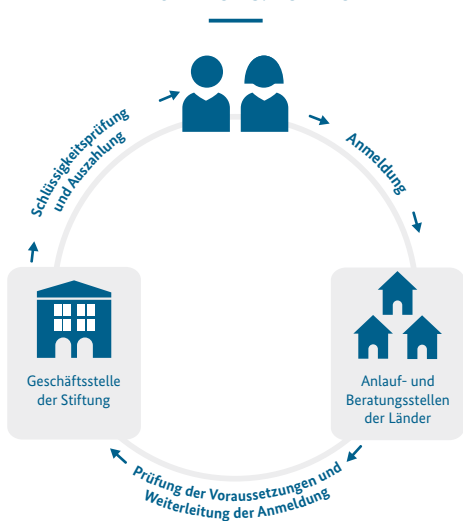 Anmeldung
Anlauf- und
Beratungsstellen
der Länder
Prüfung der Voraussetzungen und
Weiterleitung der Anmeldung
Geschäftsstelle
der Stiftung
Schlüssigkeitsprüfung
und Auszahlung